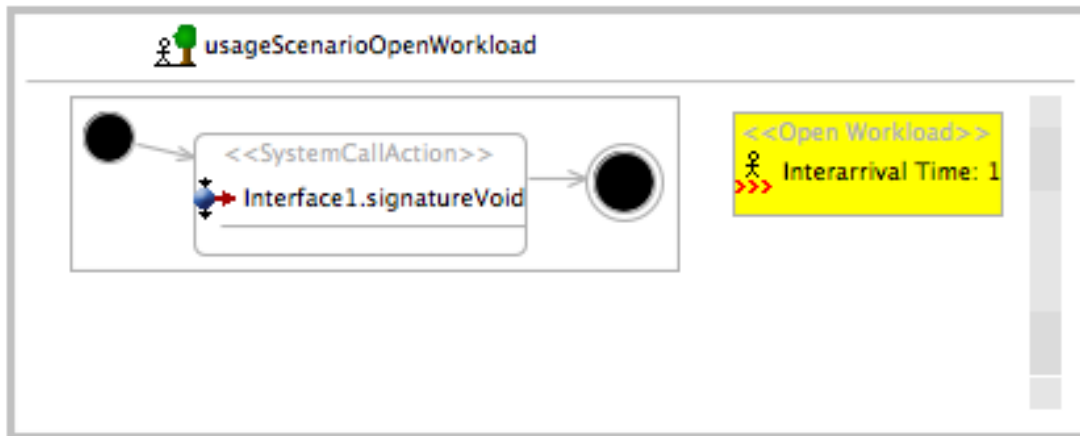 usageScenarioOpenWorkload
<<SystemCallAction>>
Interface1.signatureVoid
<<Open Workload>>
Interarrival Time: 1